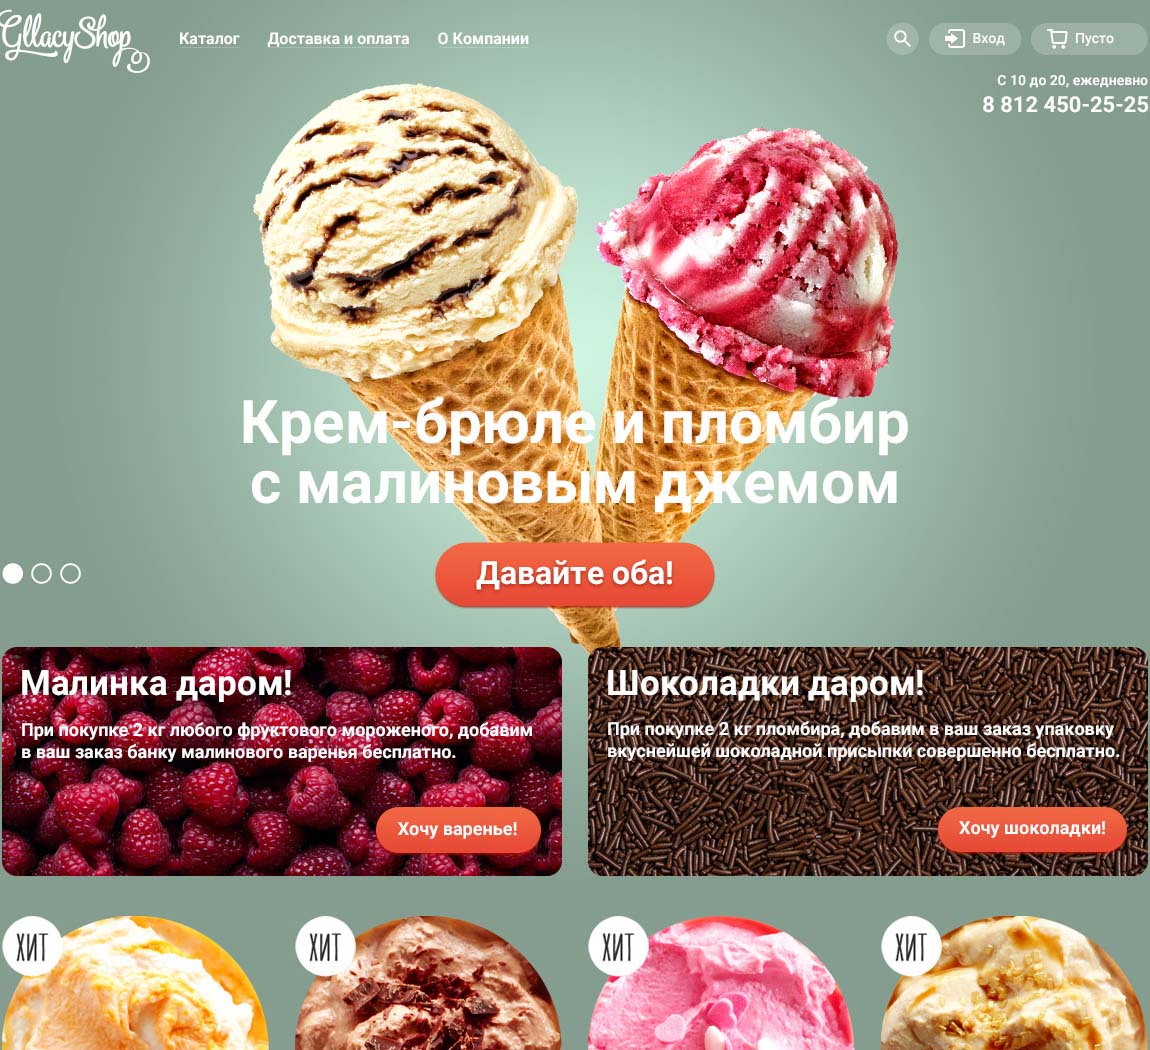 GllacyShop
Каталог
Доставка и оплата
О Компании
Вход
Пусто
С 10 до 20, ежедневно
8 812 450-25-25
Крем-брюле и пломбир
с малиновым джемом
Давайте оба!
Малинка даром!
При покупке 2 кг любого фруктового мороженого, добавим
в ваш заказ банку малинового варенья бесплатно.
Хочу варенье!
Шоколадки даром!
При покупке 2 кг пломбира, добавим в ваш заказ упаковку
вкуснейшей шоколадной присыпки совершенно бесплатно.
Хочу шоколадки!
ХИТ
ХИТ
ХИТ
ХИТ